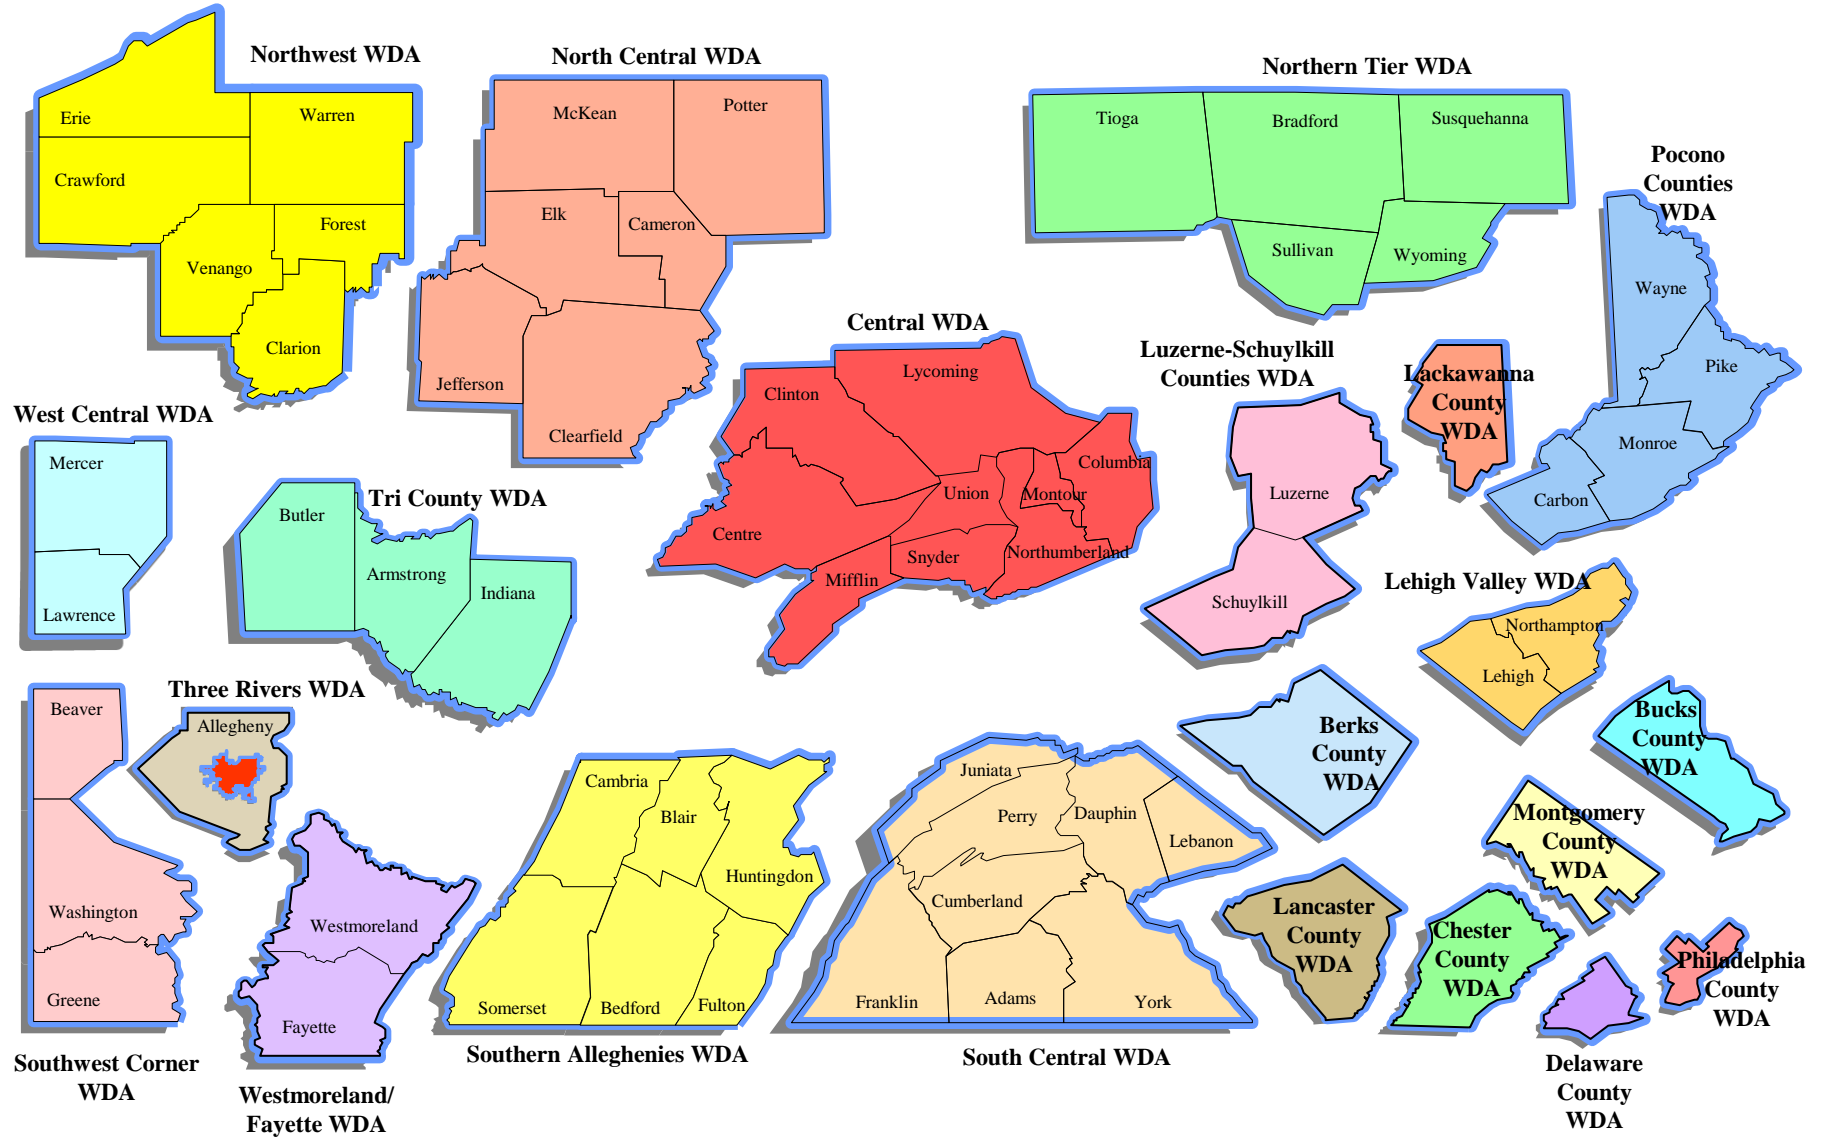 Northwest WDA
Erie
Warren
Crawford
Forest
Venango
Clarion
North Central WDA
McKean
Potter
Elk
Cameron
Jefferson
Clearfield
Northern Tier WDA
Tioga
Bradford
Susquehanna
Sullivan
Wyoming
Pocono
Counties
WDA
Wayne
Pike
Monroe
Carbon
Central WDA
Lycoming
Clinton
Columbia
Union
Montour
Centre
Snyder
Northumberland
Mifflin
Luzerne-Schuylkill
Counties WDA
Luzerne
Schuylkill
Lackawanna
County
WDA
West Central WDA
Mercer
Lawrence
Tri County WDA
Butler
Armstrong
Indiana
Lehigh Valley WDA
Northampton
Lehigh
Three Rivers WDA
Allegheny
Beaver
Washington
Greene
Southwest Corner
WDA
Westmoreland
Fayette
Westmoreland/
Fayette WDA
Cambria
Blair
Huntingdon
Somerset
Bedford
Fulton
Southern Alleghenies WDA
Juniata
Perry
Dauphin
Lebanon
Cumberland
Franklin
Adams
York
South Central WDA
Berks
County
WDA
Bucks
County
WDA
Montgomery
County
WDA
Lancaster
County
WDA
Chester
County
WDA
Philadelphia
County
WDA
Delaware
County
WDA